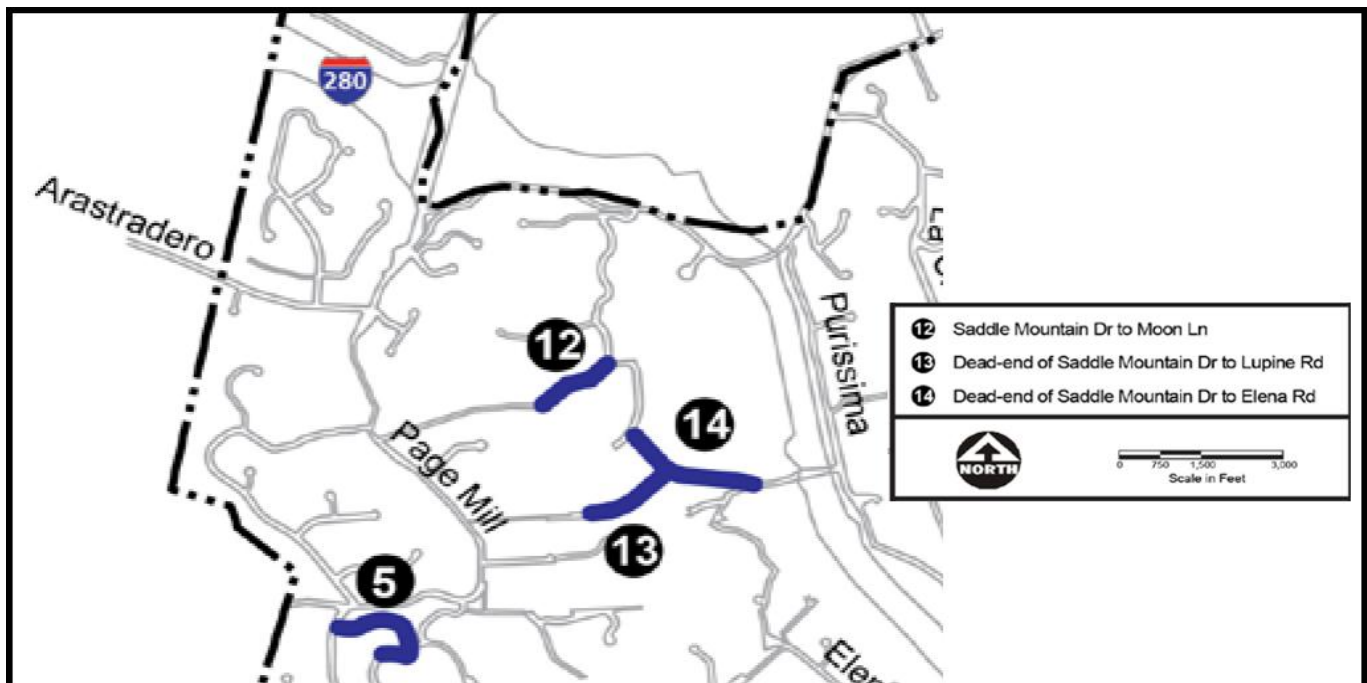 280
Arastradero
Purissima
12
Page Mill
14
13
5
12 Saddle Mountain Dr to Moon Ln
13 Dead-end of Saddle Mountain Dr to Lupine Rd
14 Dead-end of Saddle Mountain Dr to Elena Rd
NORTH
0 750 1,500 3,000
Scale in Feet